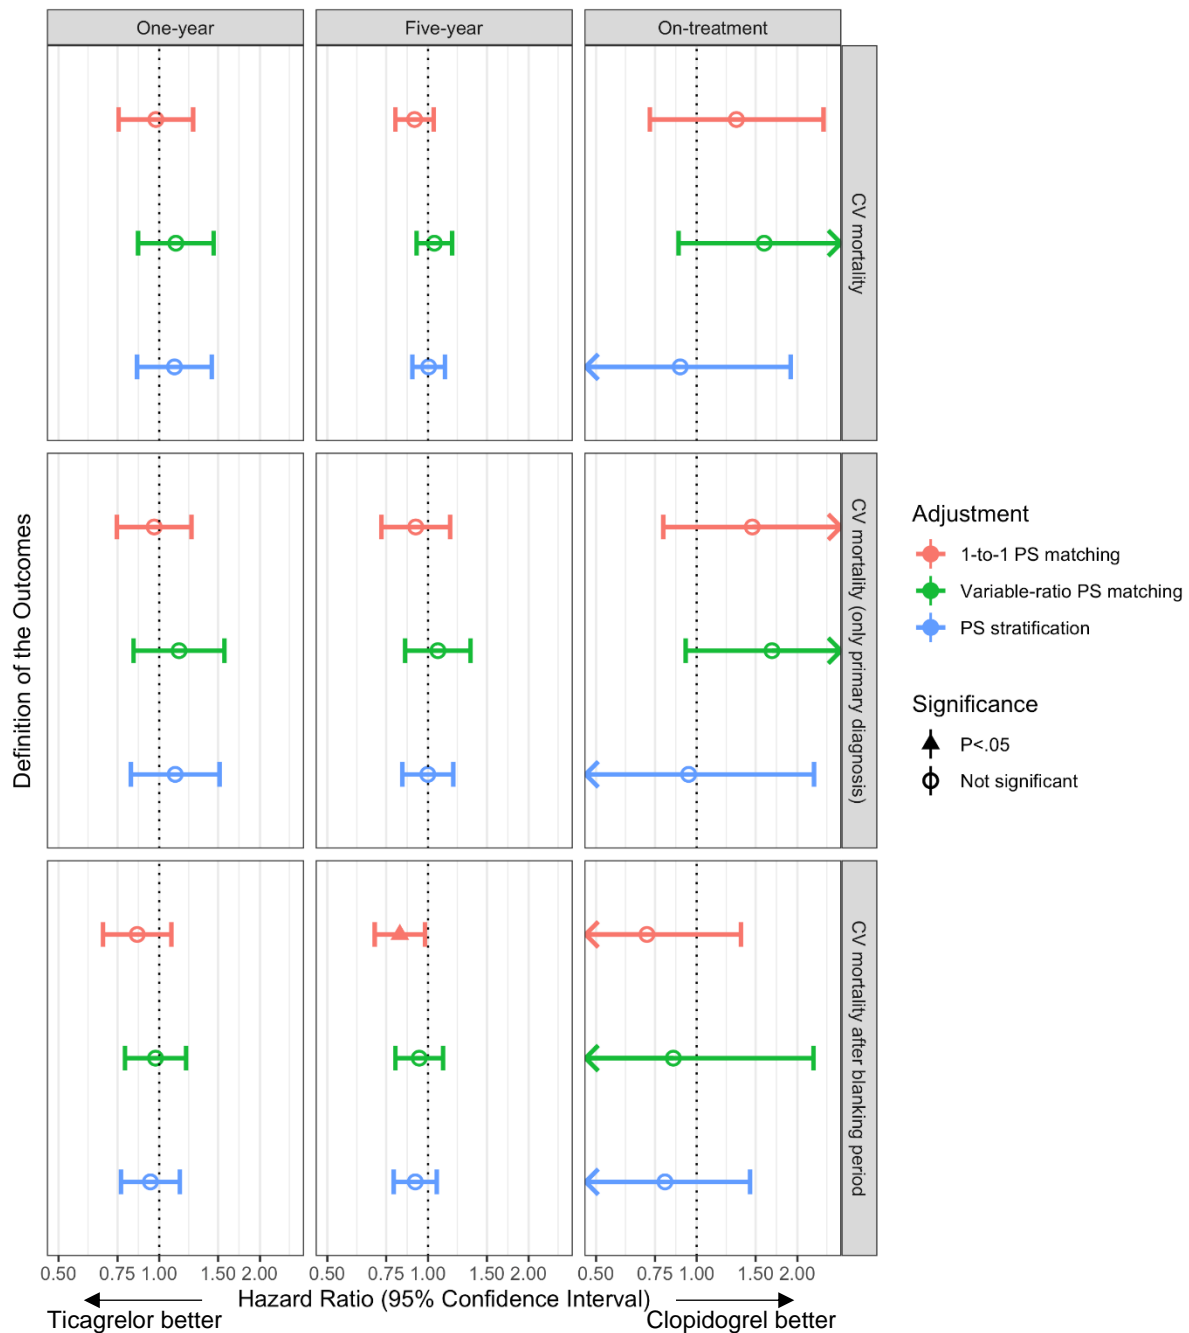 One-year
Five-year
On-treatment
CV mortality
CV mortality (only primary diagnosis)
CV mortality after blanking period
Definition of the Outcomes
Adjustment
1-to-1 PS matching
Variable-ratio PS matching
PS stratification
Significance
P<.05
Not significant
0.50 0.75 1.00 1.50 2.00
0.50 0.75 1.00 1.50 2.00
0.50 0.75 1.00 1.50 2.00
Hazard Ratio (95% Confidence Interval)
Ticagrelor better
Clopidogrel better